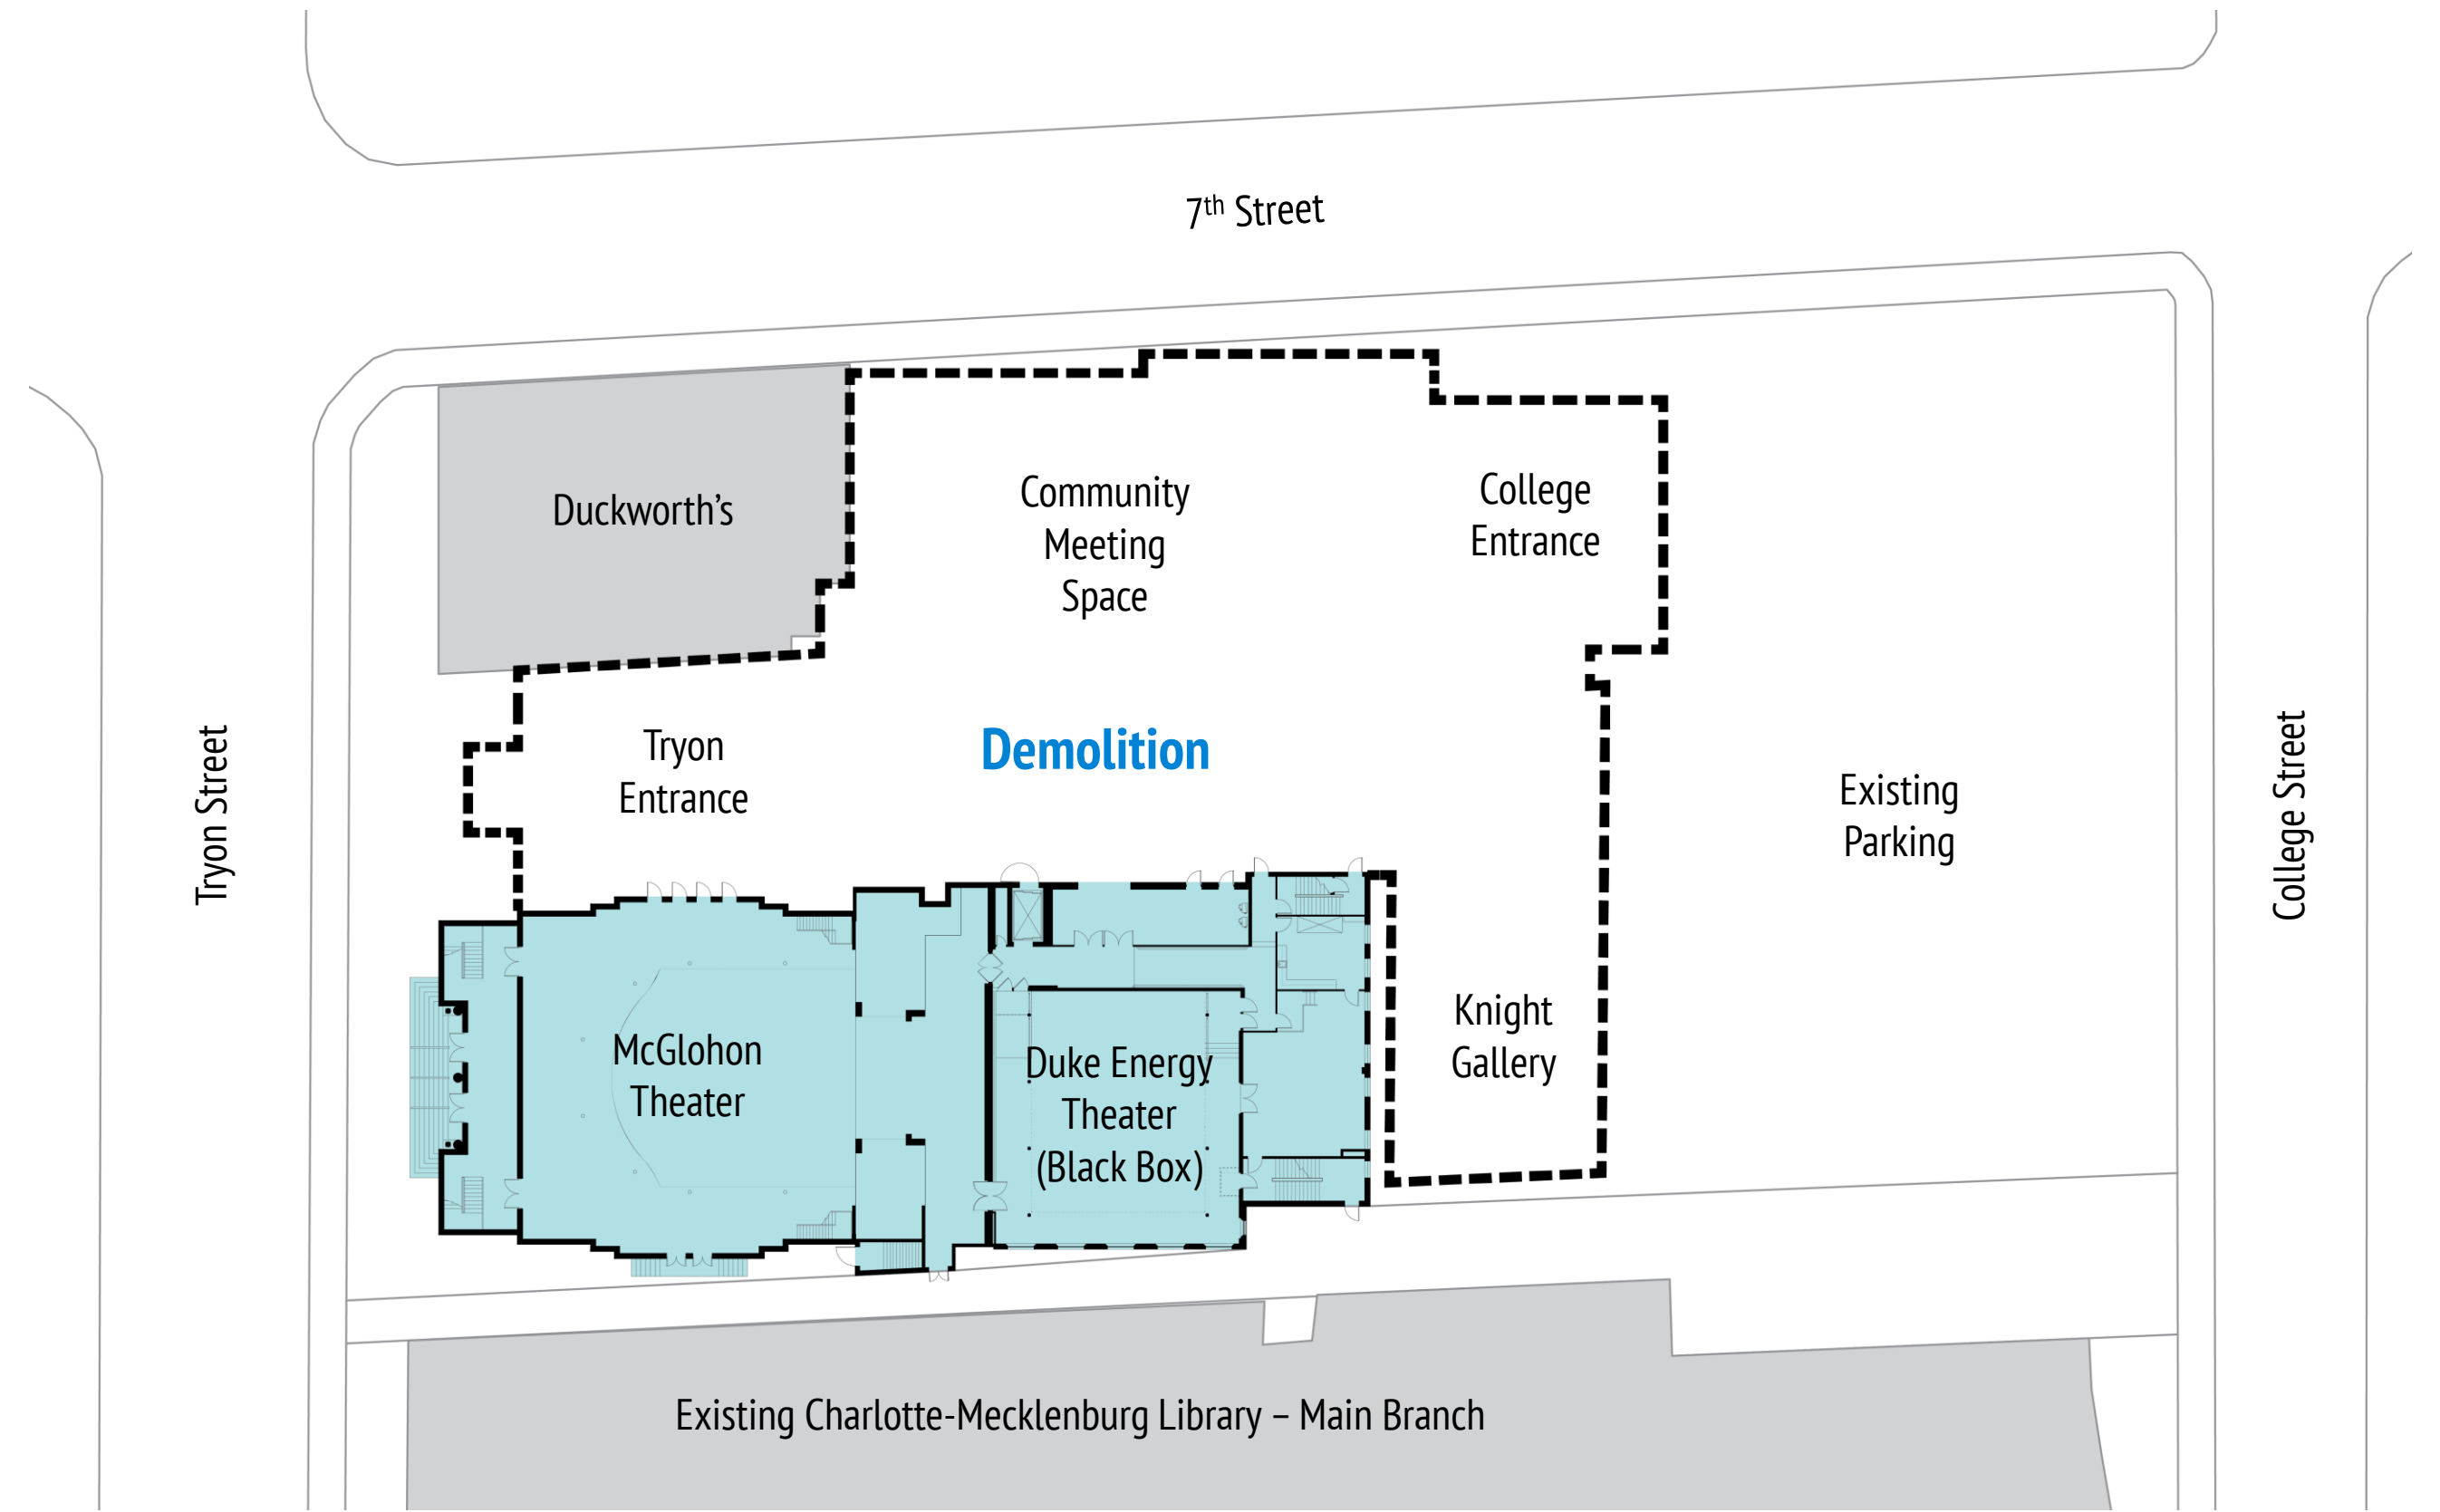 7th Street
Duckworth’s
Community
Meeting
Space
College
Entrance
Tryon Street
Tryon
Entrance
Demolition
Existing
Parking
College Street
McGlohon
Theater
Duke Energy
Theater
(Black Box)
Knight
Gallery
Existing Charlotte-Mecklenburg Library – Main Branch